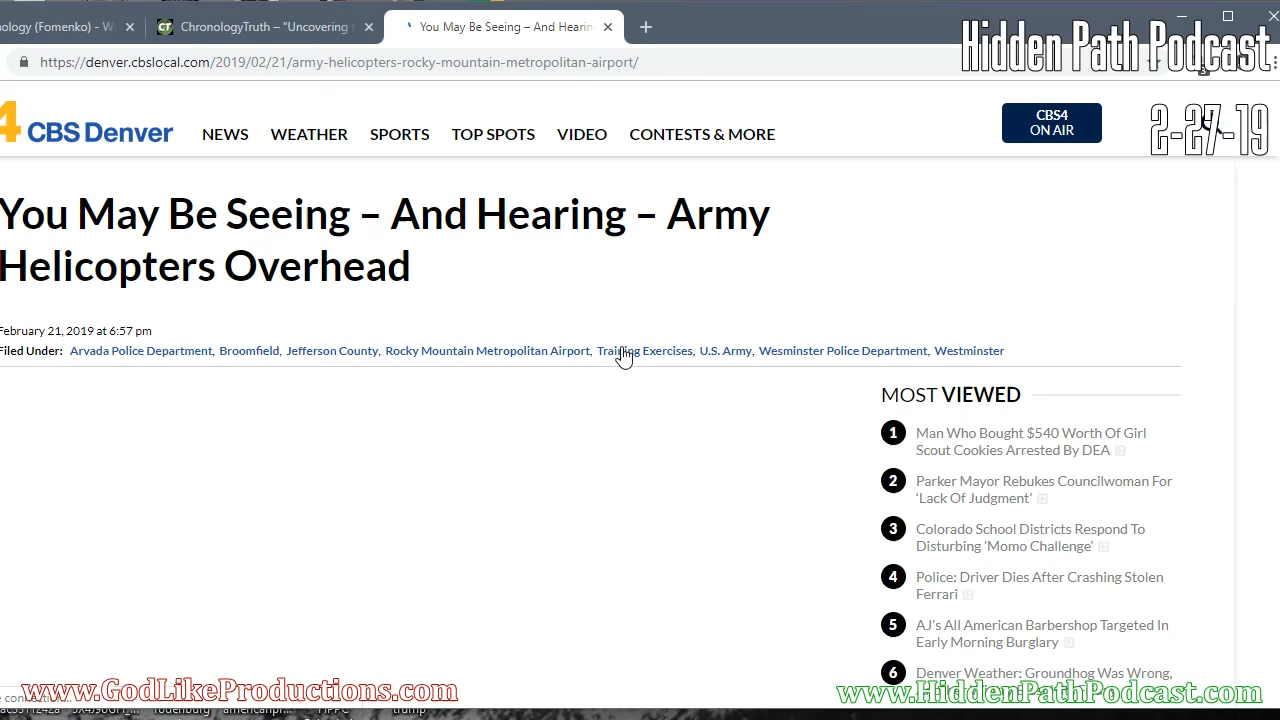 nology (Fomenko) - W
ChronologyTruth – "Uncovering t
You May Be Seeing – And Hearin
Hidden Path Podcast
https://denver.cbslocal.com/2019/02/21/army-helicopters-rocky-mountain-metropolitan-airport/
4 CBS Denver
NEWS WEATHER SPORTS TOP SPOTS VIDEO CONTESTS & MORE
CBS4
ON AIR
2-27-19
You May Be Seeing – And Hearing – Army
Helicopters Overhead
February 21, 2019 at 6:57 pm
Filed Under: Arvada Police Department, Broomfield, Jefferson County, Rocky Mountain Metropolitan Airport, Training Exercises, U.S. Army, Wesminster Police Department, Westminster
MOST VIEWED
1 Man Who Bought $540 Worth Of Girl
Scout Cookies Arrested By DEA
2 Parker Mayor Rebukes Councilwoman For
‘Lack Of Judgment’
3 Colorado School Districts Respond To
Disturbing 'Momo Challenge'
4 Police: Driver Dies After Crashing Stolen
Ferrari
5 AJ's All American Barbershop Targeted In
Early Morning Burglary
6 Denver Weather: Groundhog Was Wrong,
www.GodLikeProductions.com
www.HiddenPathPodcast.com